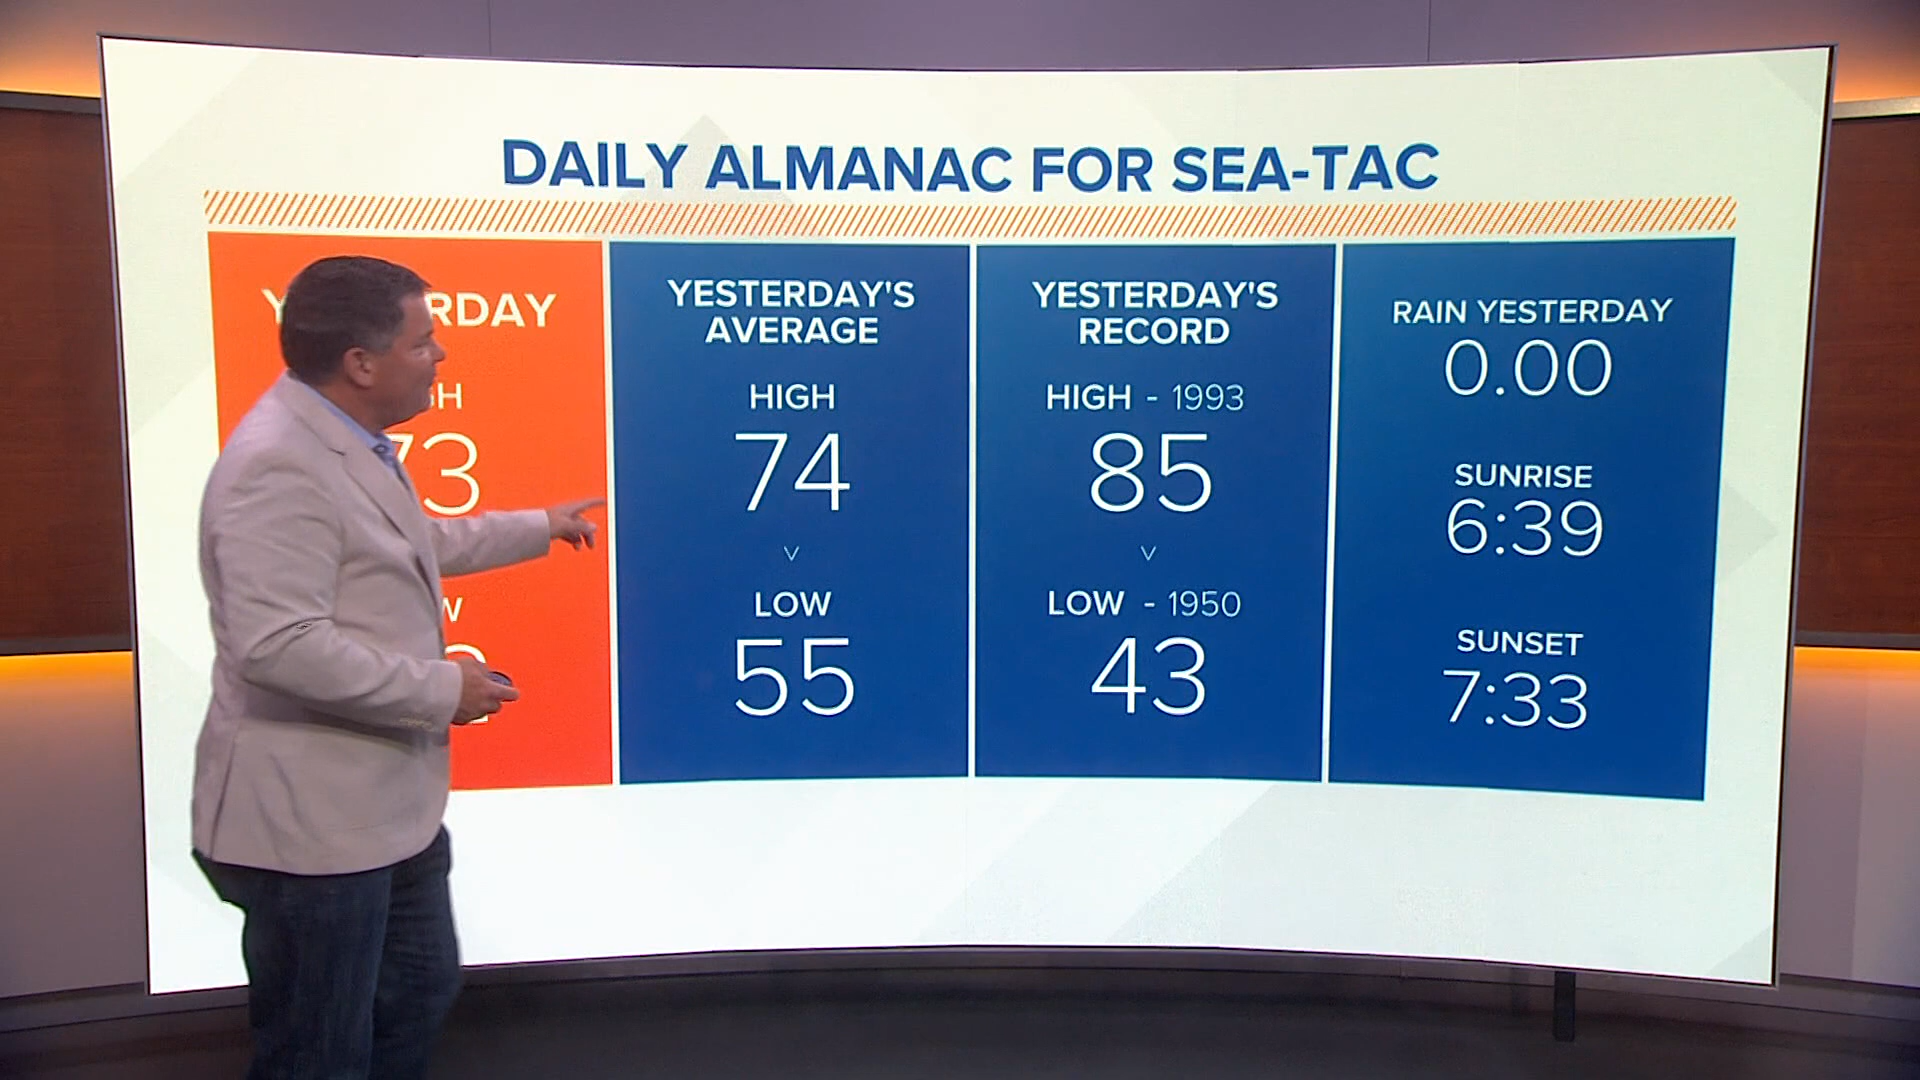 DAILY ALMANAC FOR SEA-TAC
73
YESTERDAY'S
AVERAGE
HIGH
74
LOW
55
YESTERDAY'S
RECORD
HIGH - 1993
85
LOW - 1950
43
RAIN YESTERDAY
0.00
SUNRISE
6:39
SUNSET
7:33